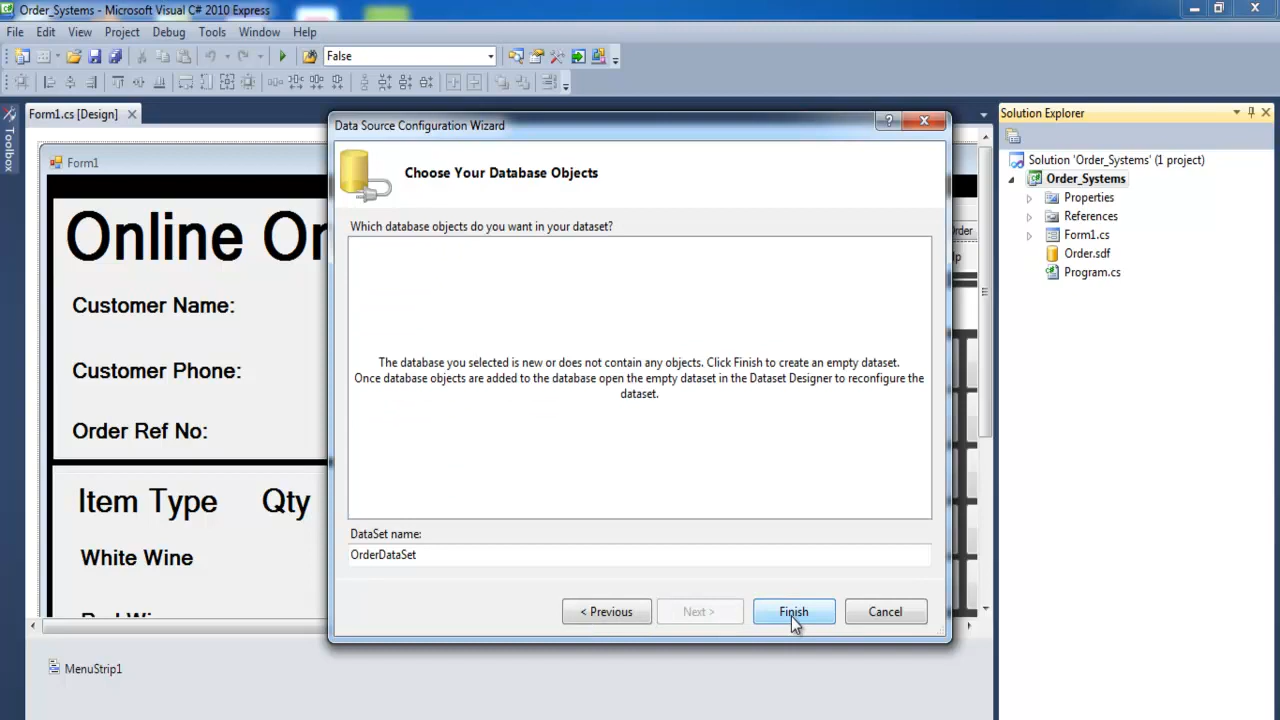 Order_Systems - Microsoft Visual C# 2010 Express
File Edit View Project Debug Tools Window Help
False
Form1.cs [Design]
Toolbox
Form1
Online Or
Customer Name:
Customer Phone:
Order Ref No:
Item Type Qty
White Wine
MenuStrip1
Data Source Configuration Wizard
Choose Your Database Objects
Which database objects do you want in your dataset?
The database you selected is new or does not contain any objects. Click Finish to create an empty dataset.
Once database objects are added to the database open the empty dataset in the Dataset Designer to reconfigure the
dataset.
DataSet name:
OrderDataSet
< Previous
Next >
Finish
Cancel
Solution Explorer
Solution 'Order_Systems' (1 project)
Order_Systems
Properties
References
Form1.cs
Order.sdf
Program.cs